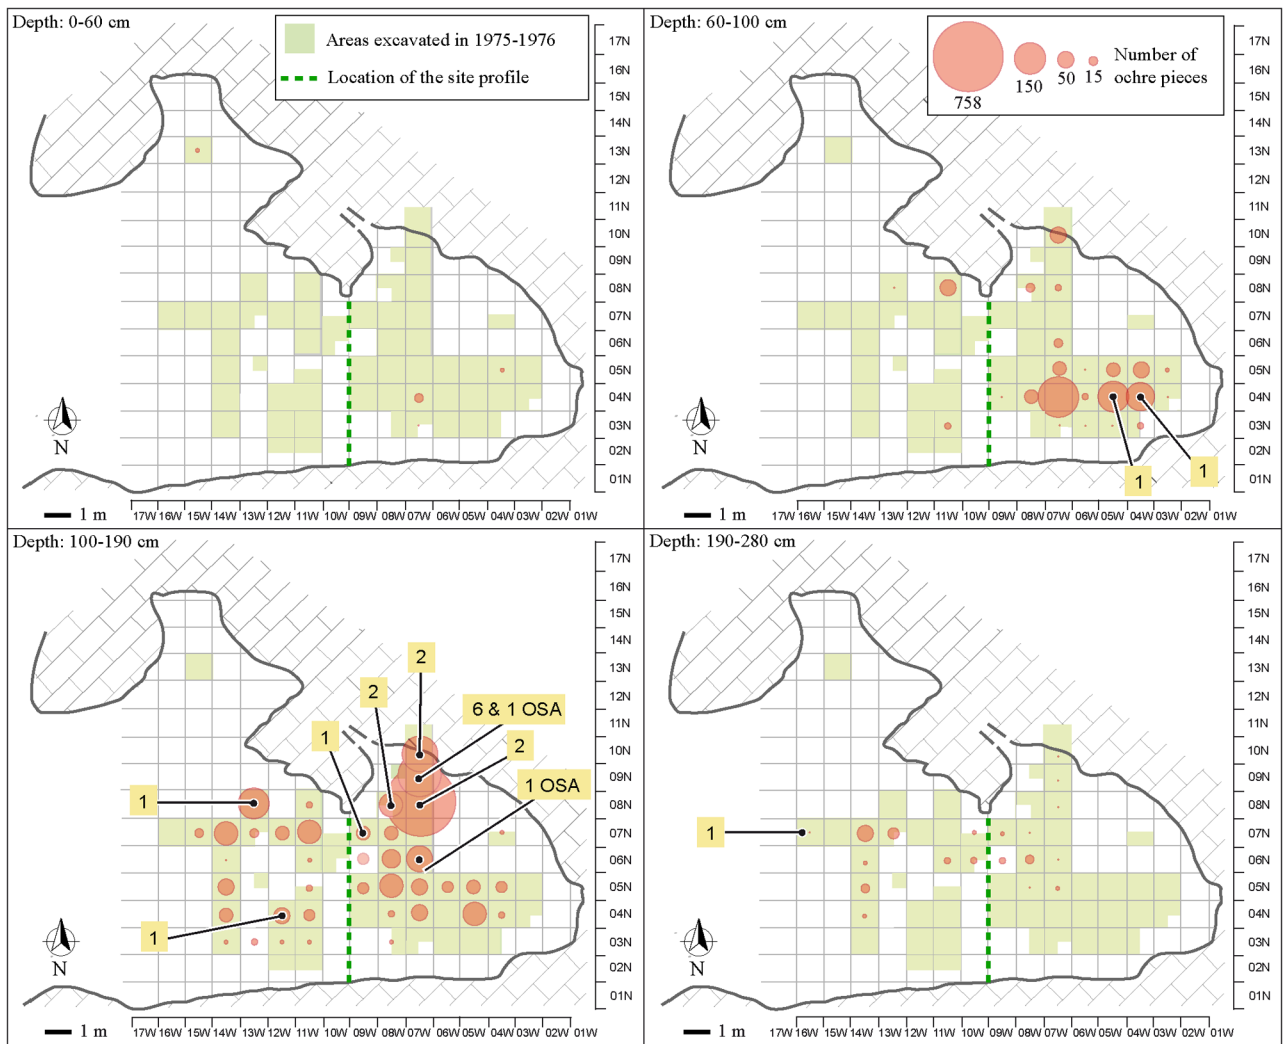 Depth: 0-60 cm
Areas excavated in 1975-1976
Location of the site profile
17N
16N
15N
14N
13N
12N
11N
10N
09N
08N
07N
06N
05N
04N
03N
02N
01N
N
1 m
17W 16W 15W 14W 13W 12W 11W 10W 09W 08W 07W 06W 05W 04W 03W 02W 01W
Depth: 60-100 cm
758
150
50
15
Number of
ochre pieces
17N
16N
15N
14N
13N
12N
11N
10N
09N
08N
07N
06N
05N
04N
03N
02N
01N
1
1
N
1 m
17W 16W 15W 14W 13W 12W 11W 10W 09W 08W 07W 06W 05W 04W 03W 02W 01W
Depth: 100-190 cm
17N
16N
15N
14N
13N
12N
11N
10N
09N
08N
07N
06N
05N
04N
03N
02N
01N
2
2
6 & 1 OSA
1
2
1 OSA
1
1
N
1 m
17W 16W 15W 14W 13W 12W 11W 10W 09W 08W 07W 06W 05W 04W 03W 02W 01W
Depth: 190-280 cm
17N
16N
15N
14N
13N
12N
11N
10N
09N
08N
07N
06N
05N
04N
03N
02N
01N
1
N
1 m
17W 16W 15W 14W 13W 12W 11W 10W 09W 08W 07W 06W 05W 04W 03W 02W 01W